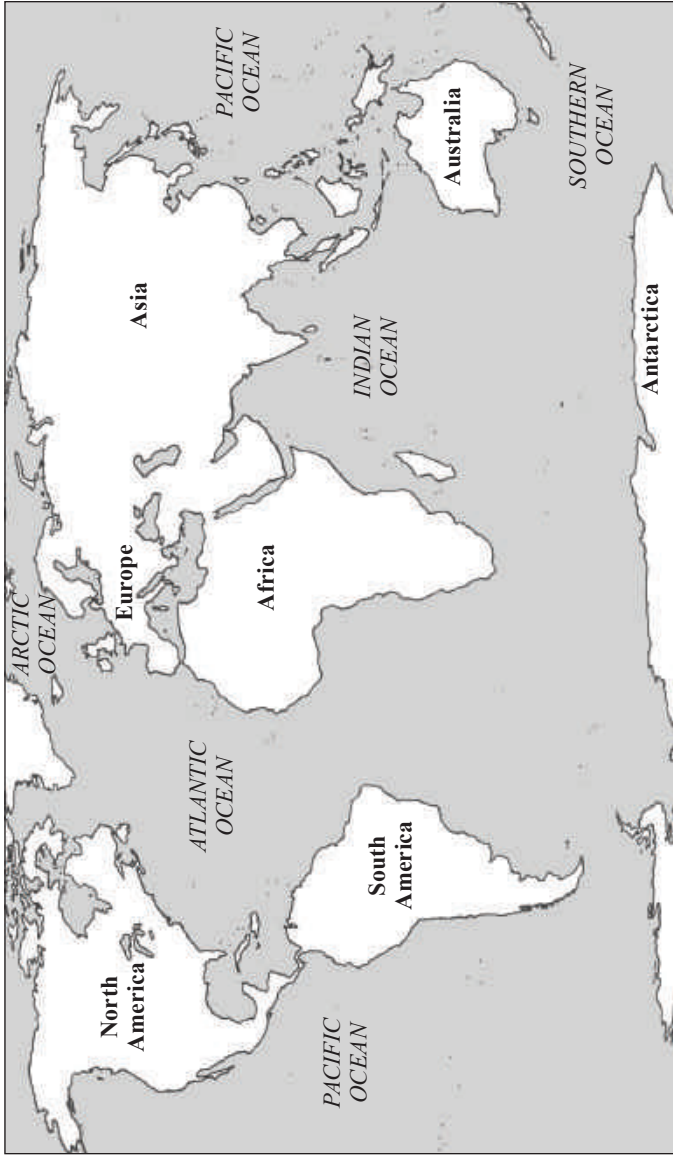 ARCTIC
OCEAN
North
America
Europe
Asia
PACIFIC
OCEAN
ATLANTIC
OCEAN
Africa
PACIFIC
OCEAN
South
America
INDIAN
OCEAN
Australia
SOUTHERN
OCEAN
Antarctica